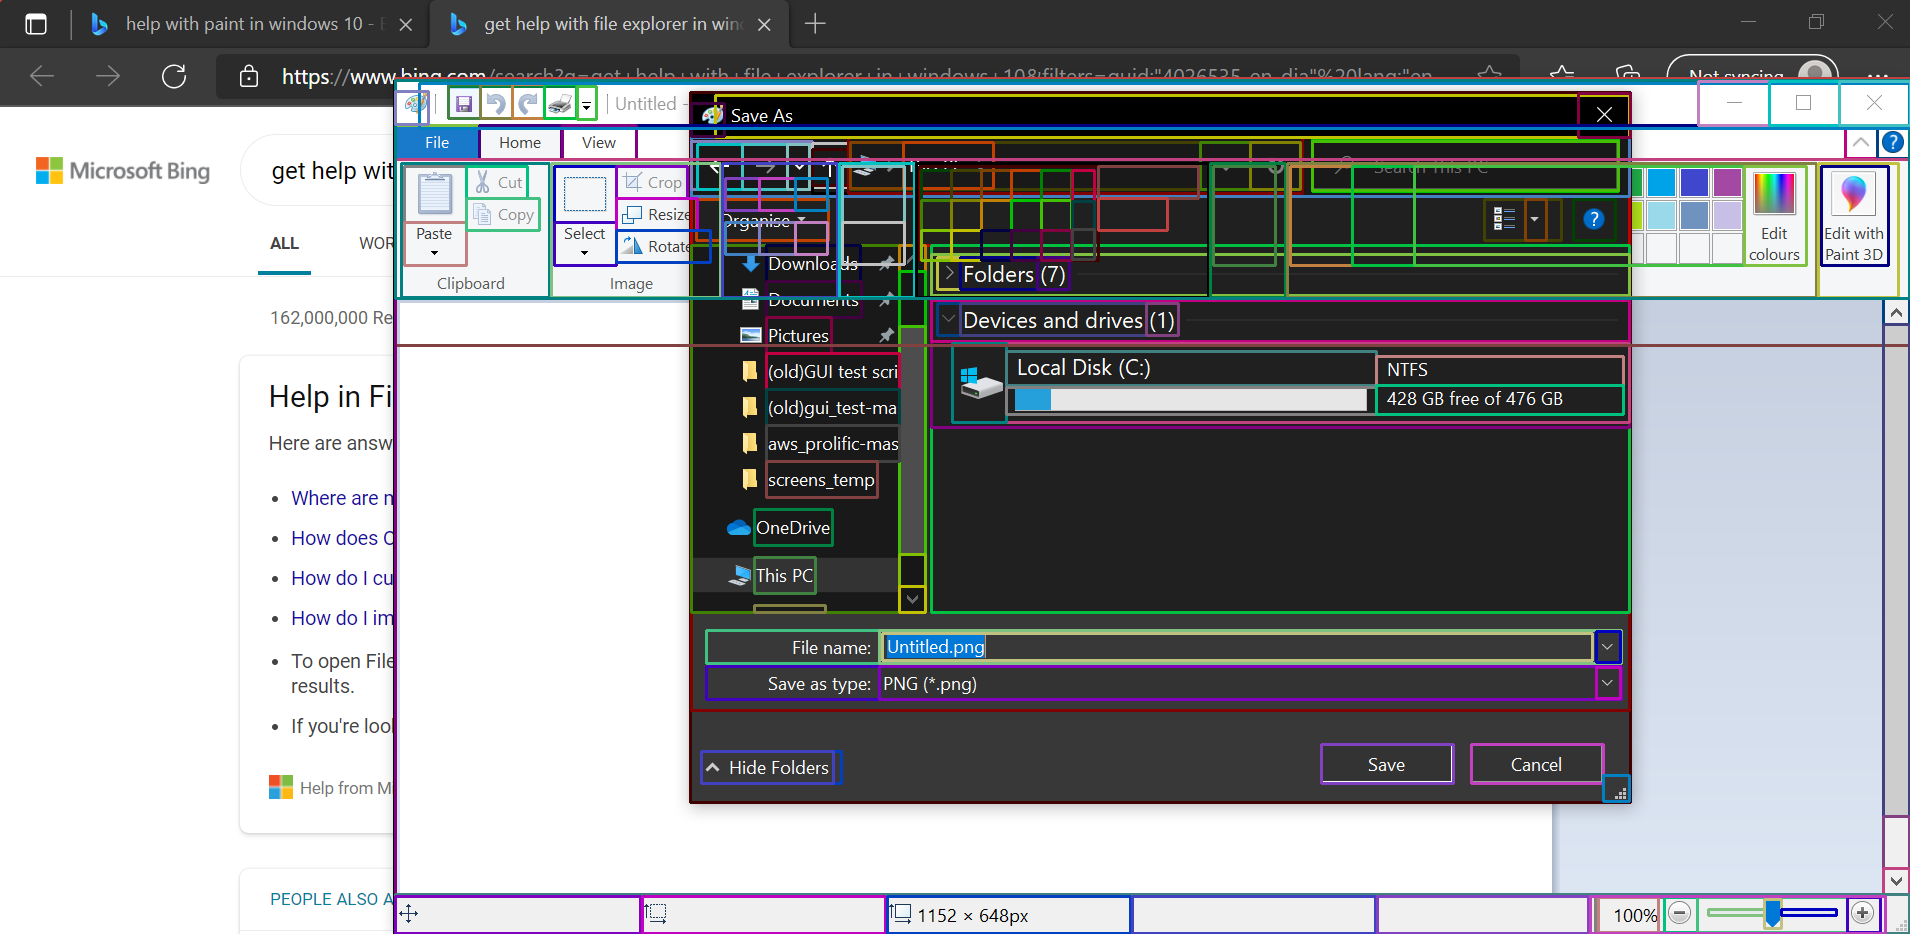 help with paint in windows 10 -
get help with file explorer in win
https://www.bing.com/search?q=get+help+with+file+explorer+in+windows+10&filters=guid:"4026535-en-dia"%20lang:"en
Not syncing
Microsoft Bing
get help wit
ALL
WOR
162,000,000 Re
Help in Fi
Here are answ
Where are n
How does C
How do I cu
How do I im
To open File
results.
If you're loo
Help from Mi
PEOPLE ALSO A
Untitled -
File
Home
View
Paste
Cut
Copy
Clipboard
Select
Crop
Resize
Rotate
Image
Edit
colours
Edit with
Paint 3D
Save As
Search This PC
Organise
Downloads
Documents
Pictures
(old)GUI test scri
(old)gui_test-ma
aws_prolific-mas
screens_temp
OneDrive
This PC
Folders (7)
Devices and drives (1)
Local Disk (C:)
NTFS
428 GB free of 476 GB
File name:
Untitled.png
Save as type:
PNG (*.png)
Hide Folders
Save
Cancel
1152 × 648px
100%